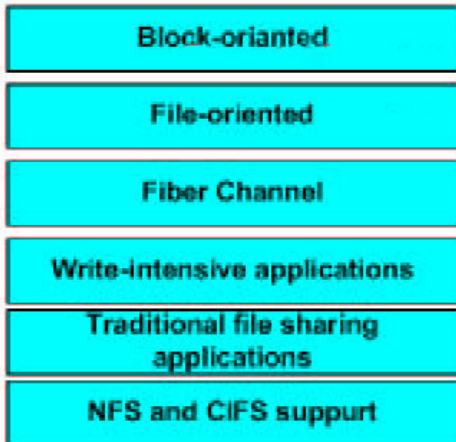 Block-orianted
File-oriented
Fiber Channel
Write-intensive applications
Traditional file sharing
applications
NFS and CIFS suppurt